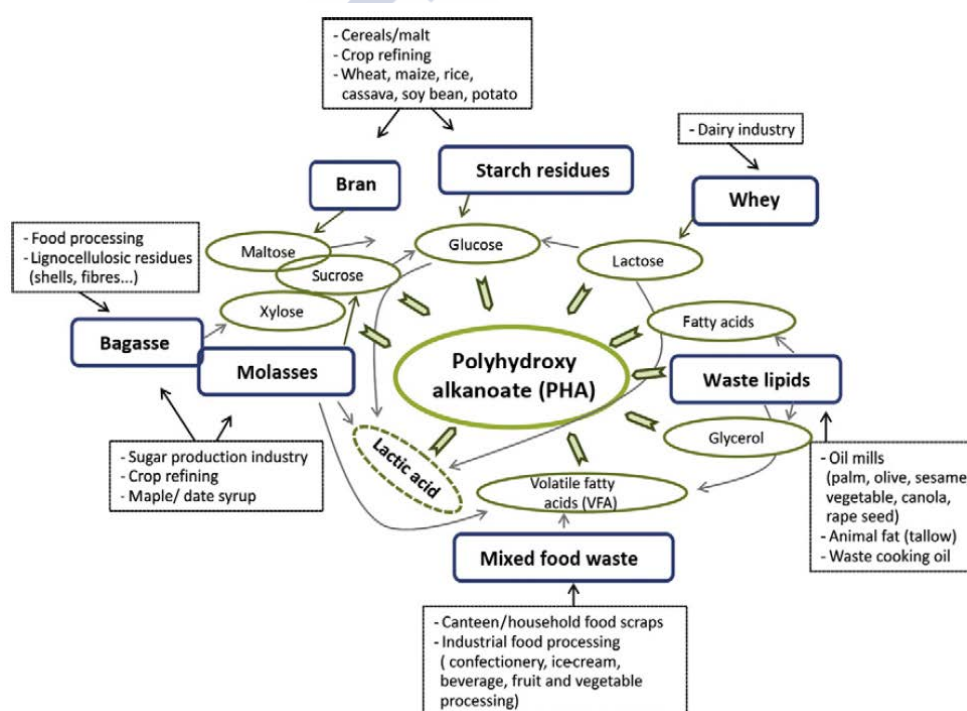 - Cereals/malt
- Crop refining
- Wheat, maize, rice,
cassava, soy bean, potato
- Dairy industry
Bran
Starch residues
Whey
- Food processing
- Lignocellulosic residues
(shells, fibres...)
Maltose
Glucose
Sucrose
Lactose
Xylose
Fatty acids
Bagasse
Molasses
Polyhydroxy
alkanoate (PHA)
Waste lipids
Glycerol
- Sugar production industry
- Crop refining
- Maple/ date syrup
Lactic acid
Volatile fatty
acids (VFA)
- Oil mills
(palm, olive, sesame
vegetable, canola,
rape seed)
- Animal fat (tallow)
- Waste cooking oil
Mixed food waste
- Canteen/household food scraps
- Industrial food processing
( confectionery, ice-cream,
beverage, fruit and vegetable
processing)